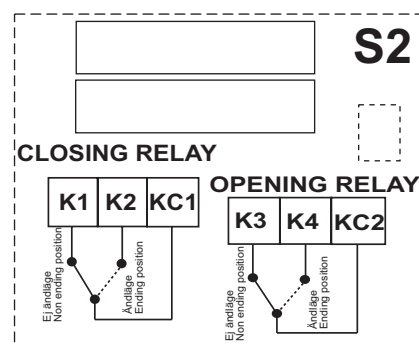 S2
CLOSING RELAY
K1 K2 KC1
Ej ändläge
Non ending position
Ändläge
Ending position
OPENING RELAY
K3 K4 KC2
Ej ändläge
Non ending position
Ändläge
Ending position